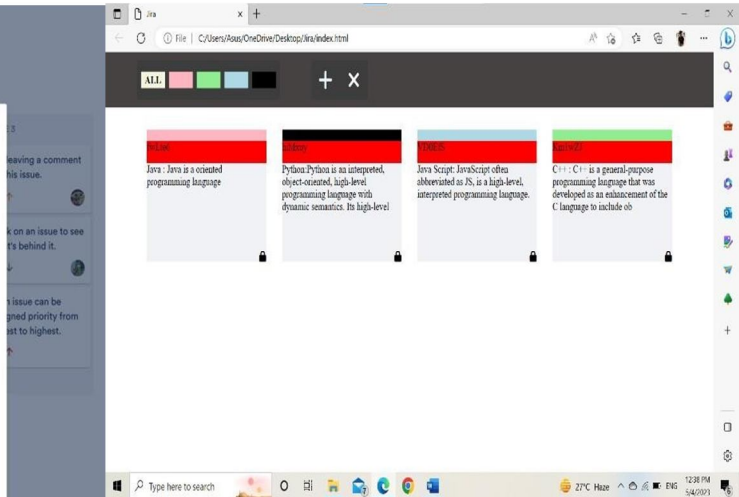 leaving a comment
his issue.
k on an issue to see
t's behind it.
n issue can be
gned priority from
est to highest.
Jira
File | C:/Users/Asus/OneDrive/Desktop/Jira/index.html
ALL
Java : Java is a oriented
programming language
Python:Python is an interpreted,
object-oriented, high-level
programming language with
dynamic semantics. Its high-level
Java Script: JavaScript often
abbreviated as JS, is a high-level,
interpreted programming language.
C++ : C++ is a general-purpose
programming language that was
developed as an enhancement of the
C language to include ob
Type here to search
27°C Haze
ENG
12:38 PM
5/4/2023